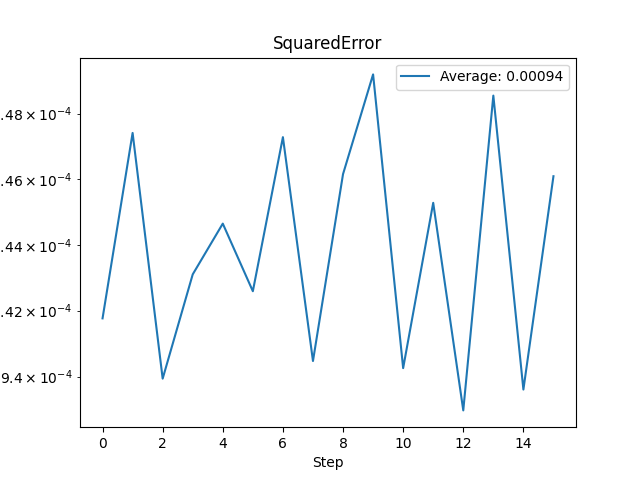 SquaredError
Average: 0.00094
.48 × 10⁻⁴
.46 × 10⁻⁴
.44 × 10⁻⁴
.42 × 10⁻⁴
9.4 × 10⁻⁴
0 2 4 6 8 10 12 14
Step